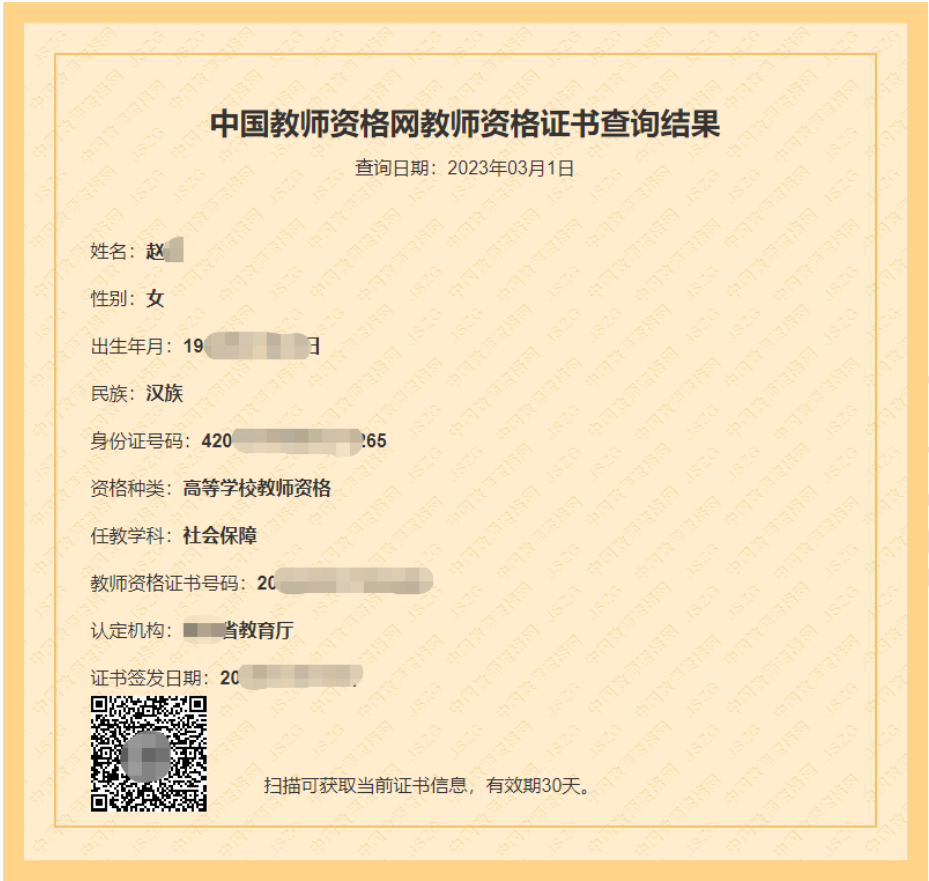 中国教师资格网教师资格证书查询结果
查询日期：2023年03月1日
姓名：赵
性别：女
出生年月：19 日
民族：汉族
身份证号码：420 265
资格种类：高等学校教师资格
任教学科：社会保障
教师资格证书号码：20
认定机构： 省教育厅
证书签发日期：20
扫描可获取当前证书信息，有效期30天。